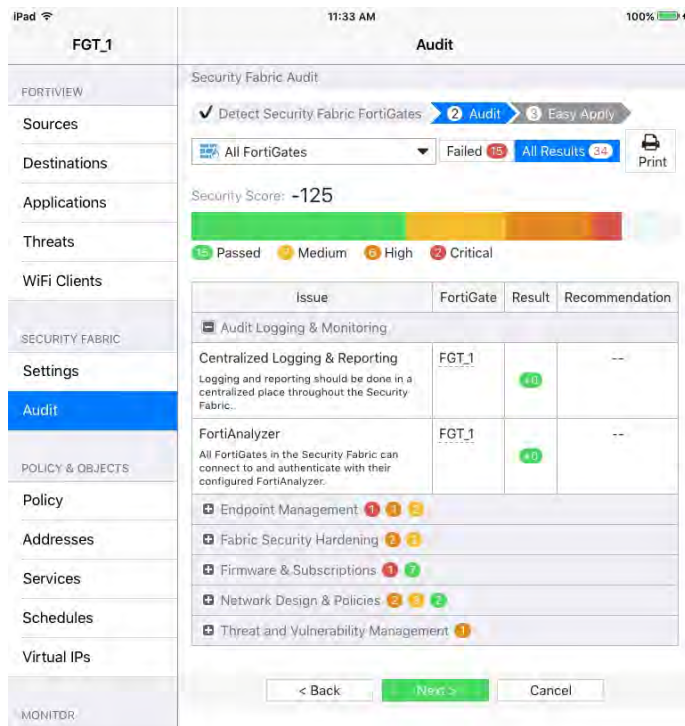 iPad
11:33 AM
100%
FGT_1
Audit
FORTIVIEW
Sources
Destinations
Applications
Threats
WiFi Clients
SECURITY FABRIC
Settings
Audit
POLICY & OBJECTS
Policy
Addresses
Services
Schedules
Virtual IPs
MONITOR
Security Fabric Audit
Detect Security Fabric FortiGates
2 Audit
3 Easy Apply
All FortiGates
Failed 15
All Results 34
Print
Security Score: -125
15 Passed
Medium
6 High
2 Critical
Issue FortiGate Result Recommendation
Audit Logging & Monitoring
Centralized Logging & Reporting FGT_1 +0 --
Logging and reporting should be done in a
centralized place throughout the Security
Fabric..
FortiAnalyzer FGT_1 +0 --
All FortiGates in the Security Fabric can
connect to and authenticate with their
configured FortiAnalyzer.
Endpoint Management 1
Fabric Security Hardening 2
Firmware & Subscriptions 1 7
Network Design & Policies 2
Threat and Vulnerability Management 1
< Back
Next >
Cancel